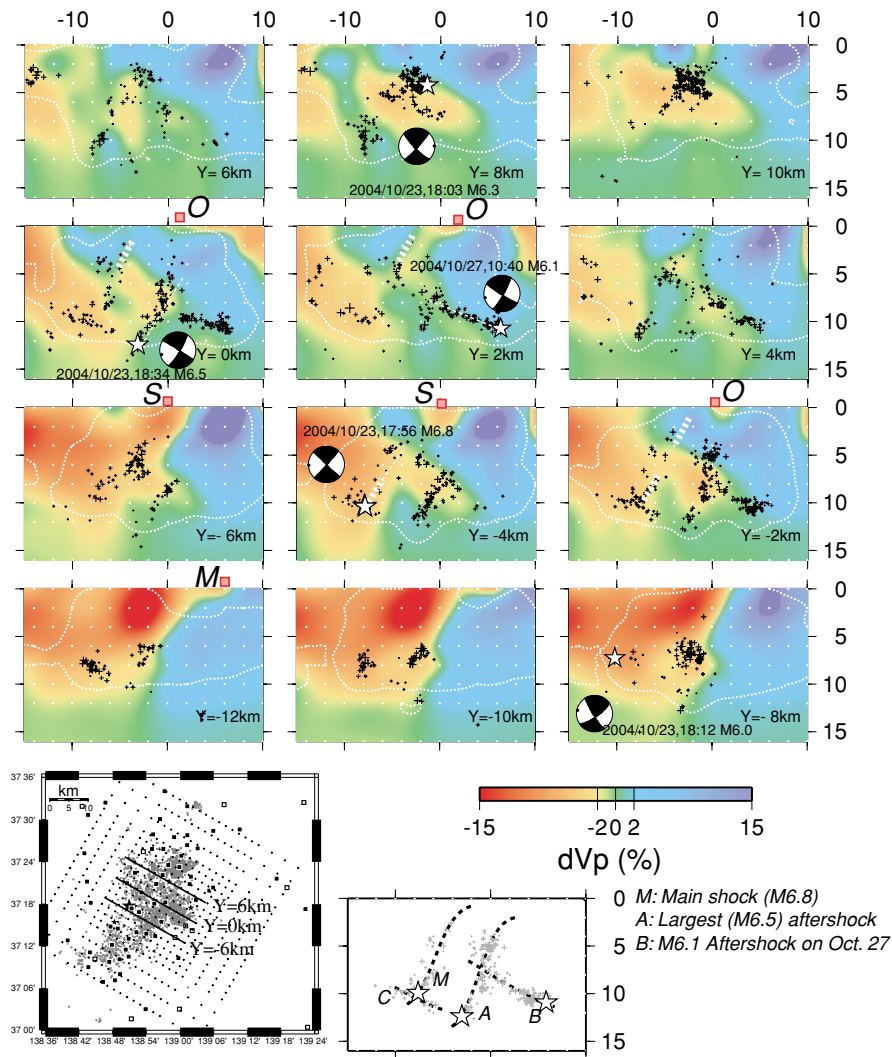 -10 0 10 -10 0 10 -10 0 10
0
5
10
15
Y= 6km
Y= 8km
Y= 10km
2004/10/23,18:03 M6.3
O
O
0
5
10
15
2004/10/27,10:40 M6.1
Y= 0km
Y= 2km
Y= 4km
2004/10/23,18:34 M6.5
S
S
O
0
5
10
15
2004/10/23,17:56 M6.8
Y=- 6km
Y= -4km
Y=-2km
M
0
5
10
15
Y=-12km
Y=-10km
Y=- 8km
2004/10/23,18:12 M6.0
37 36'
37 30'
37 24'
37 18'
37 12'
37 06'
37 00'
km
0 5 10
Y=6km
Y=0km
Y=-6km
138 36' 138 42' 138 48' 138 54' 139 00' 139 06' 139 12' 139 18' 139 24'
-15 -2 0 2 15
dVp (%)
0
5
10
15
M
C
A
B
M: Main shock (M6.8)
A: Largest (M6.5) aftershock
B: M6.1 Aftershock on Oct. 27